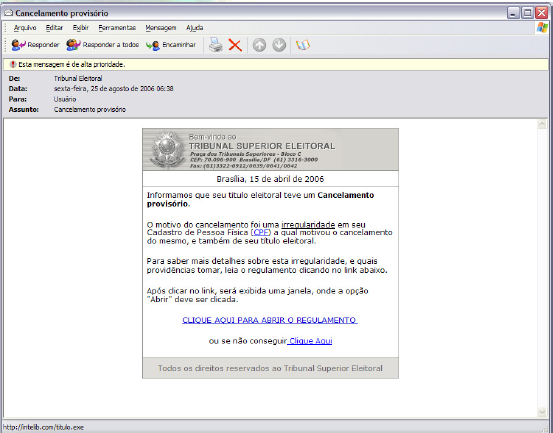 Cancelamento provisório
Arquivo Editar Exibir Ferramentas Mensagem Ajuda
Responder Responder a todos Encaminhar
Esta mensagem é de alta prioridade.
De: Tribunal Eleitoral
Data: sexta-feira, 25 de agosto de 2006 06:38
Para: Usuário
Assunto: Cancelamento provisório
Bem-vindo ao
TRIBUNAL SUPERIOR ELEITORAL
Praça dos Tribunais Superiores - Bloco C
CEP: 70.096-900 Brasília/DF (61) 3316-3000
Fax: (61)3322-6912/0639/0641/0642
Brasília, 15 de abril de 2006
Informamos que seu título eleitoral teve um Cancelamento
provisório.
O motivo do cancelamento foi uma irregularidade em seu
Cadastro de Pessoa Física (CPF) a qual motivou o cancelamento
do mesmo, e também de seu título eleitoral.
Para saber mais detalhes sobre esta irregularidade, e quais
providências tomar, leia o regulamento clicando no link abaixo.
Após clicar no link, será exibida uma janela, onde a opção
"Abrir" deve ser clicada.
CLIQUE AQUI PARA ABRIR O REGULAMENTO
ou se não conseguir Clique Aqui
Todos os direitos reservados ao Tribunal Superior Eleitoral
http://intelib.com/titulo.exe